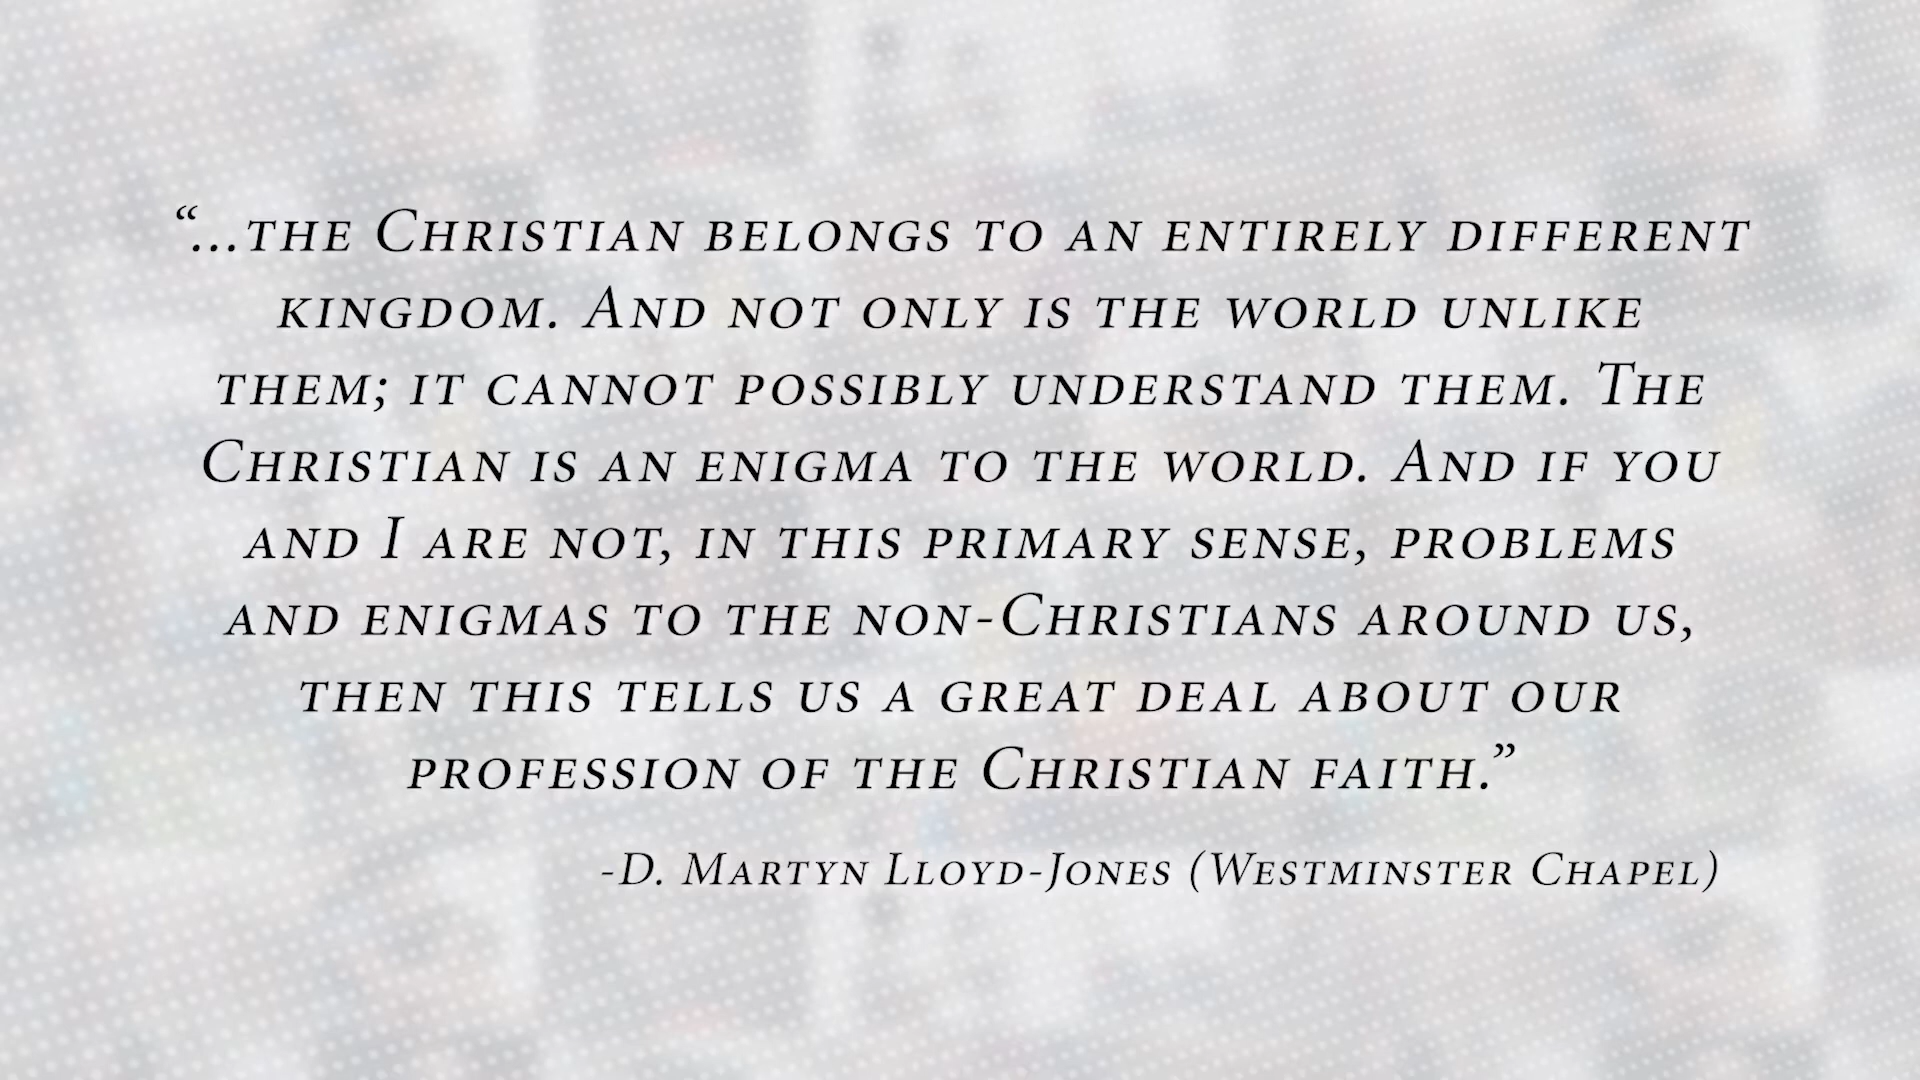 “...the Christian belongs to an entirely different
kingdom. And not only is the world unlike
them; it cannot possibly understand them. The
Christian is an enigma to the world. And if you
and I are not, in this primary sense, problems
and enigmas to the non-Christians around us,
then this tells us a great deal about our
profession of the Christian faith.”
-D. Martyn Lloyd-Jones (Westminster Chapel)